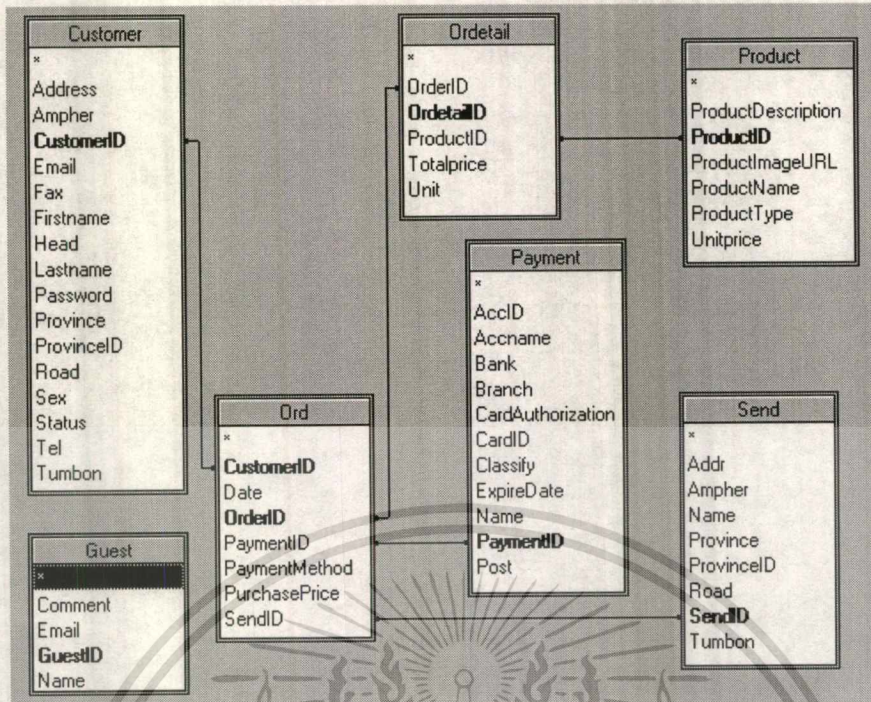 Customer
*
Address
Ampher
CustomerID
Email
Fax
Firstname
Head
Lastname
Password
Province
ProvinceID
Road
Sex
Status
Tel
Tumbon
Ordetail
*
OrderID
OrdetailID
ProductID
Totalprice
Unit
Product
*
ProductDescription
ProductID
ProductImageURL
ProductName
ProductType
Unitprice
Payment
*
AccID
Accname
Bank
Branch
CardAuthorization
CardID
Classify
ExpireDate
Name
PaymentID
Post
Ord
*
CustomerID
Date
OrderID
PaymentID
PaymentMethod
PurchasePrice
SendID
Send
*
Addr
Ampher
Name
Province
ProvinceID
Road
SendID
Tumbon
Guest
*
Comment
Email
GuestID
Name